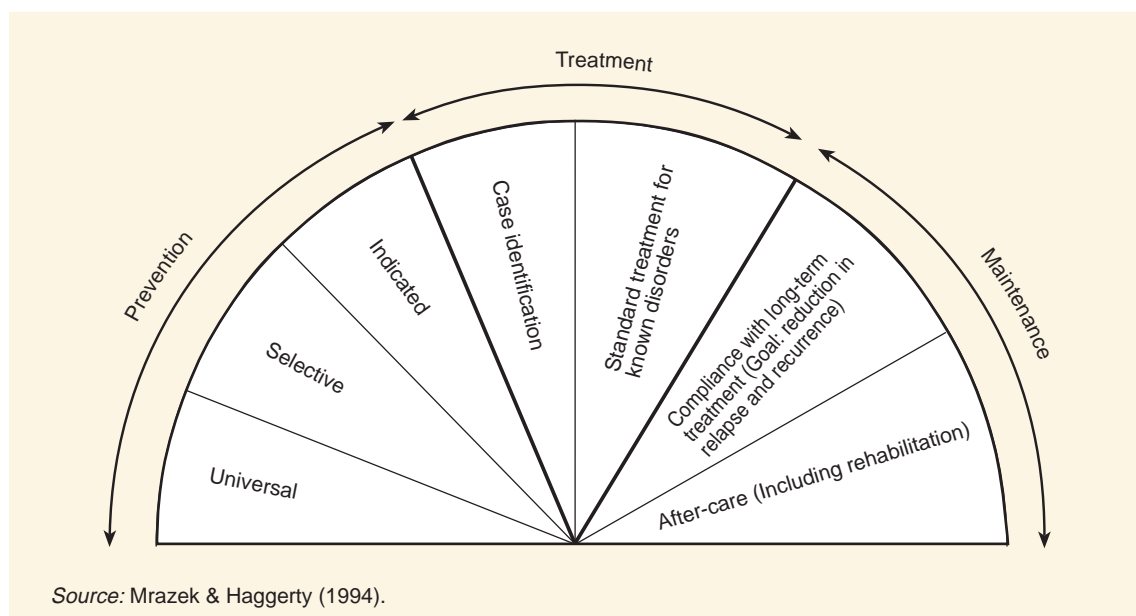 Treatment
Prevention
Maintenance
Universal
Selective
Indicated
Case identification
Standard treatment for
known disorders
Compliance with long-term
treatment (Goal: reduction in
relapse and recurrence)
After-care (Including rehabilitation)
Source: Mrazek & Haggerty (1994).